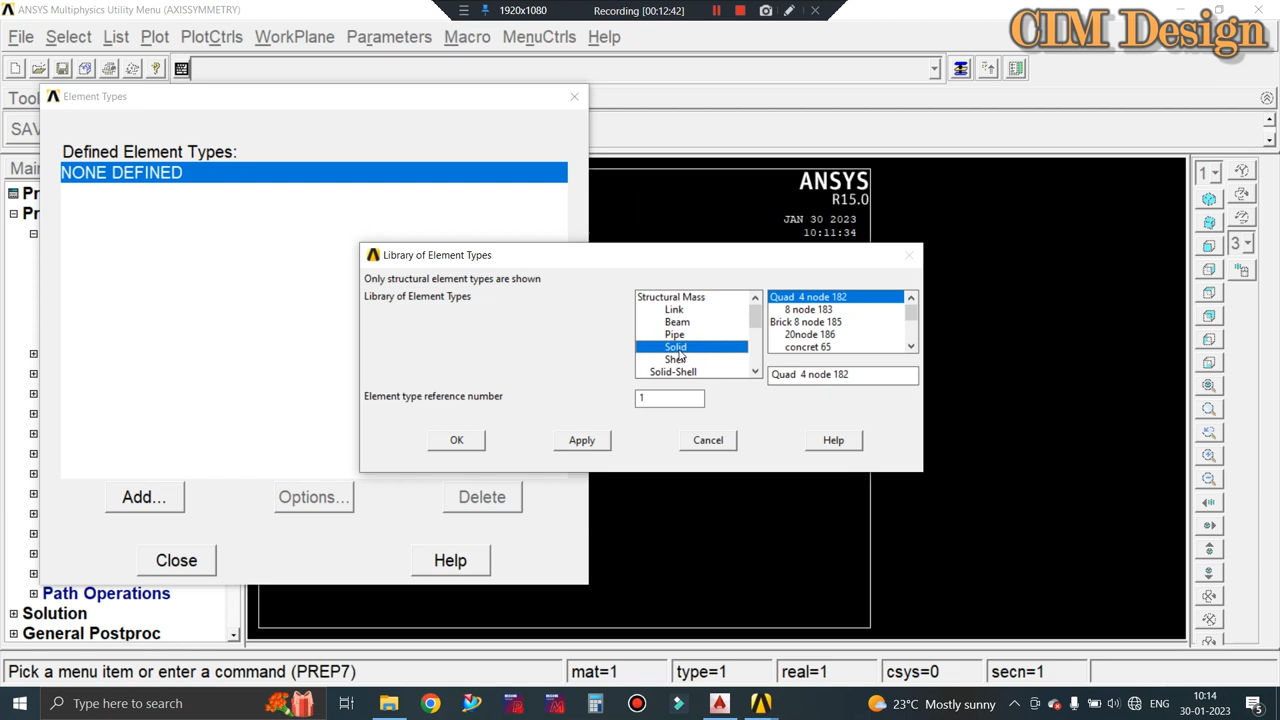 ANSYS Multiphysics Utility Menu (AXISSYMMETRY)
1920x1080
Recording [00:12:42]
CIM Design
File Select List Plot PlotCtrls WorkPlane Parameters Macro MenuCtrls Help
Element Types
Defined Element Types:
NONE DEFINED
ANSYS
R15.0
JAN 30 2023
10:11:34
1
3
Library of Element Types
Only structural element types are shown
Library of Element Types
Structural Mass
Link
Beam
Pipe
Solid
Shell
Solid-Shell
Quad 4 node 182
8 node 183
Brick 8 node 185
20node 186
concret 65
Quad 4 node 182
Element type reference number
1
OK Apply Cancel Help
Add... Options... Delete
Close Help
Path Operations
Solution
General Postproc
Pick a menu item or enter a command (PREP7)
mat=1
type=1
real=1
csys=0
secn=1
Type here to search
23°C Mostly sunny
ENG
10:14
30-01-2023
5